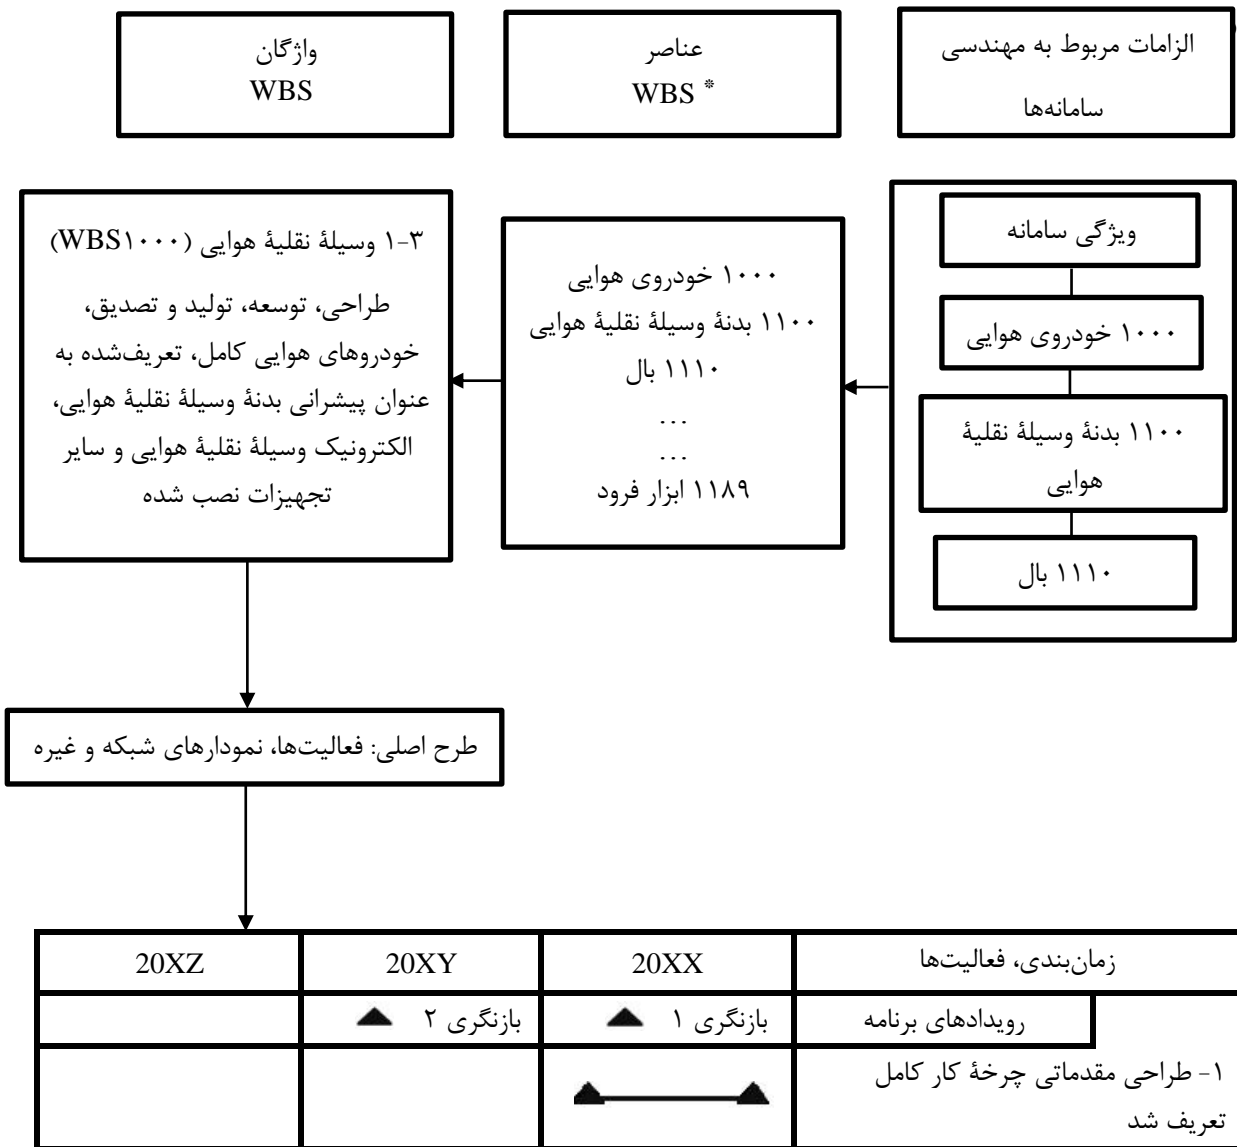 الزامات مربوط به مهندسی
سامانه‌ها
عناصر
WBS *
واژگان
WBS
ویژگی سامانه
۱۰۰۰ خودروی هوایی
۱۱۰۰ بدنهٔ وسیلهٔ نقلیهٔ
هوایی
۱۱۱۰ بال
۱۰۰۰ خودروی هوایی
۱۱۰۰ بدنهٔ وسیلهٔ نقلیهٔ هوایی
۱۱۱۰ بال
...
...
۱۱۸۹ ابزار فرود
۱-۳ وسیلهٔ نقلیهٔ هوایی (WBS۱۰۰۰)
طراحی، توسعه، تولید و تصدیق،
خودروهای هوایی کامل، تعریف‌شده به
عنوان پیشرانی بدنهٔ وسیلهٔ نقلیهٔ هوایی،
الکترونیک وسیلهٔ نقلیهٔ هوایی و سایر
تجهیزات نصب شده
طرح اصلی: فعالیت‌ها، نمودارهای شبکه و غیره
زمان‌بندی، فعالیت‌ها
20XX
20XY
20XZ
رویدادهای برنامه
بازنگری ۱
بازنگری ۲
۱- طراحی مقدماتی چرخهٔ کار کامل
تعریف شد